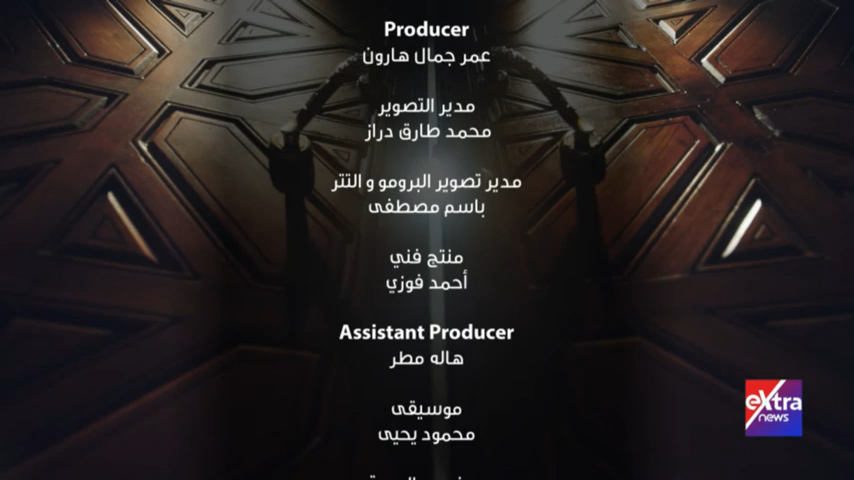 Producer
عمر جمال هارون
مدير التصوير
محمد طارق دراز
مدير تصوير البرومو و التتر
باسم مصطفى
منتج فني
أحمد فوزي
Assistant Producer
هاله مطر
موسيقى
محمود يحيى
eXtra
news